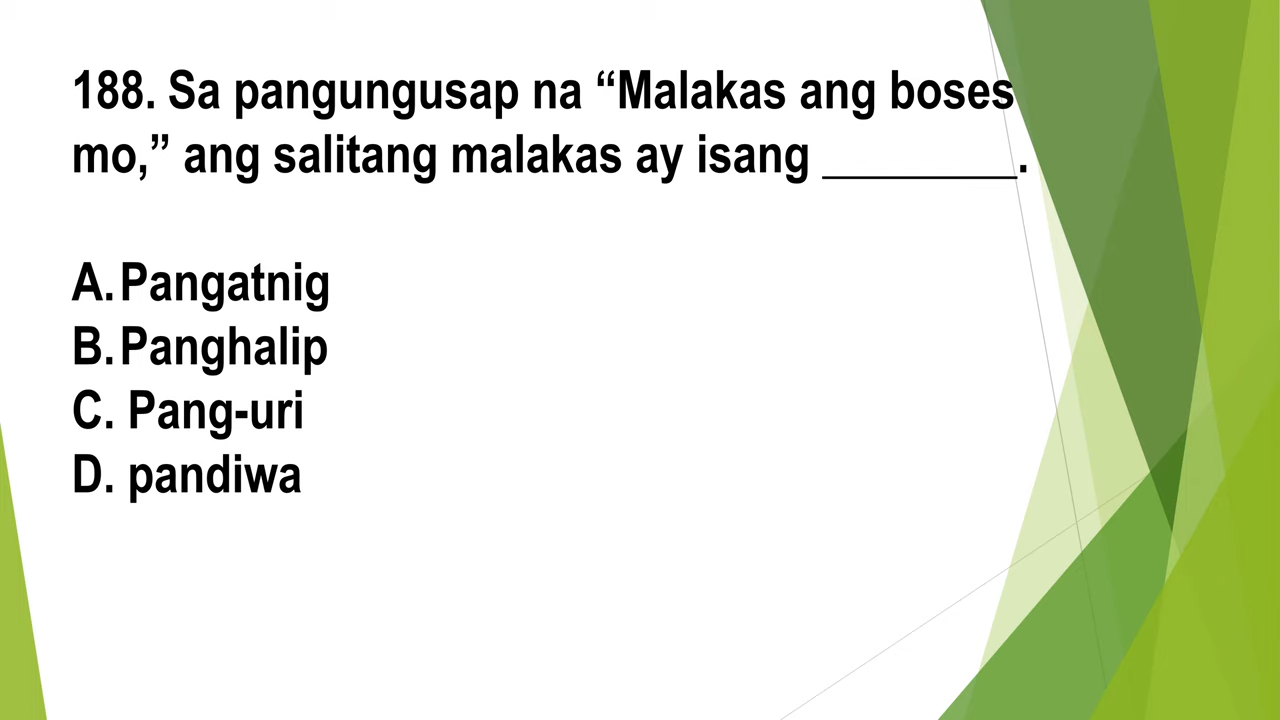 188. Sa pangungusap na “Malakas ang boses
mo,” ang salitang malakas ay isang _________.
A. Pangatnig
B. Panghalip
C. Pang-uri
D. pandiwa